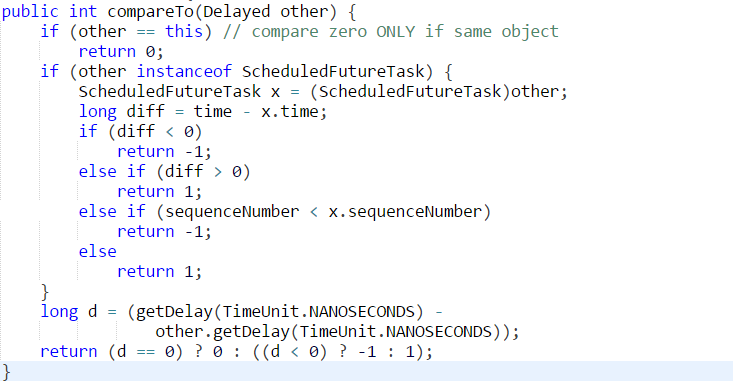 public int compareTo(Delayed other) {
    if (other == this) // compare zero ONLY if same object
        return 0;
    if (other instanceof ScheduledFutureTask) {
        ScheduledFutureTask x = (ScheduledFutureTask)other;
        long diff = time - x.time;
        if (diff < 0)
            return -1;
        else if (diff > 0)
            return 1;
        else if (sequenceNumber < x.sequenceNumber)
            return -1;
        else
            return 1;
    }
    long d = (getDelay(TimeUnit.NANOSECONDS) -
                other.getDelay(TimeUnit.NANOSECONDS));
    return (d == 0) ? 0 : ((d < 0) ? -1 : 1);
}